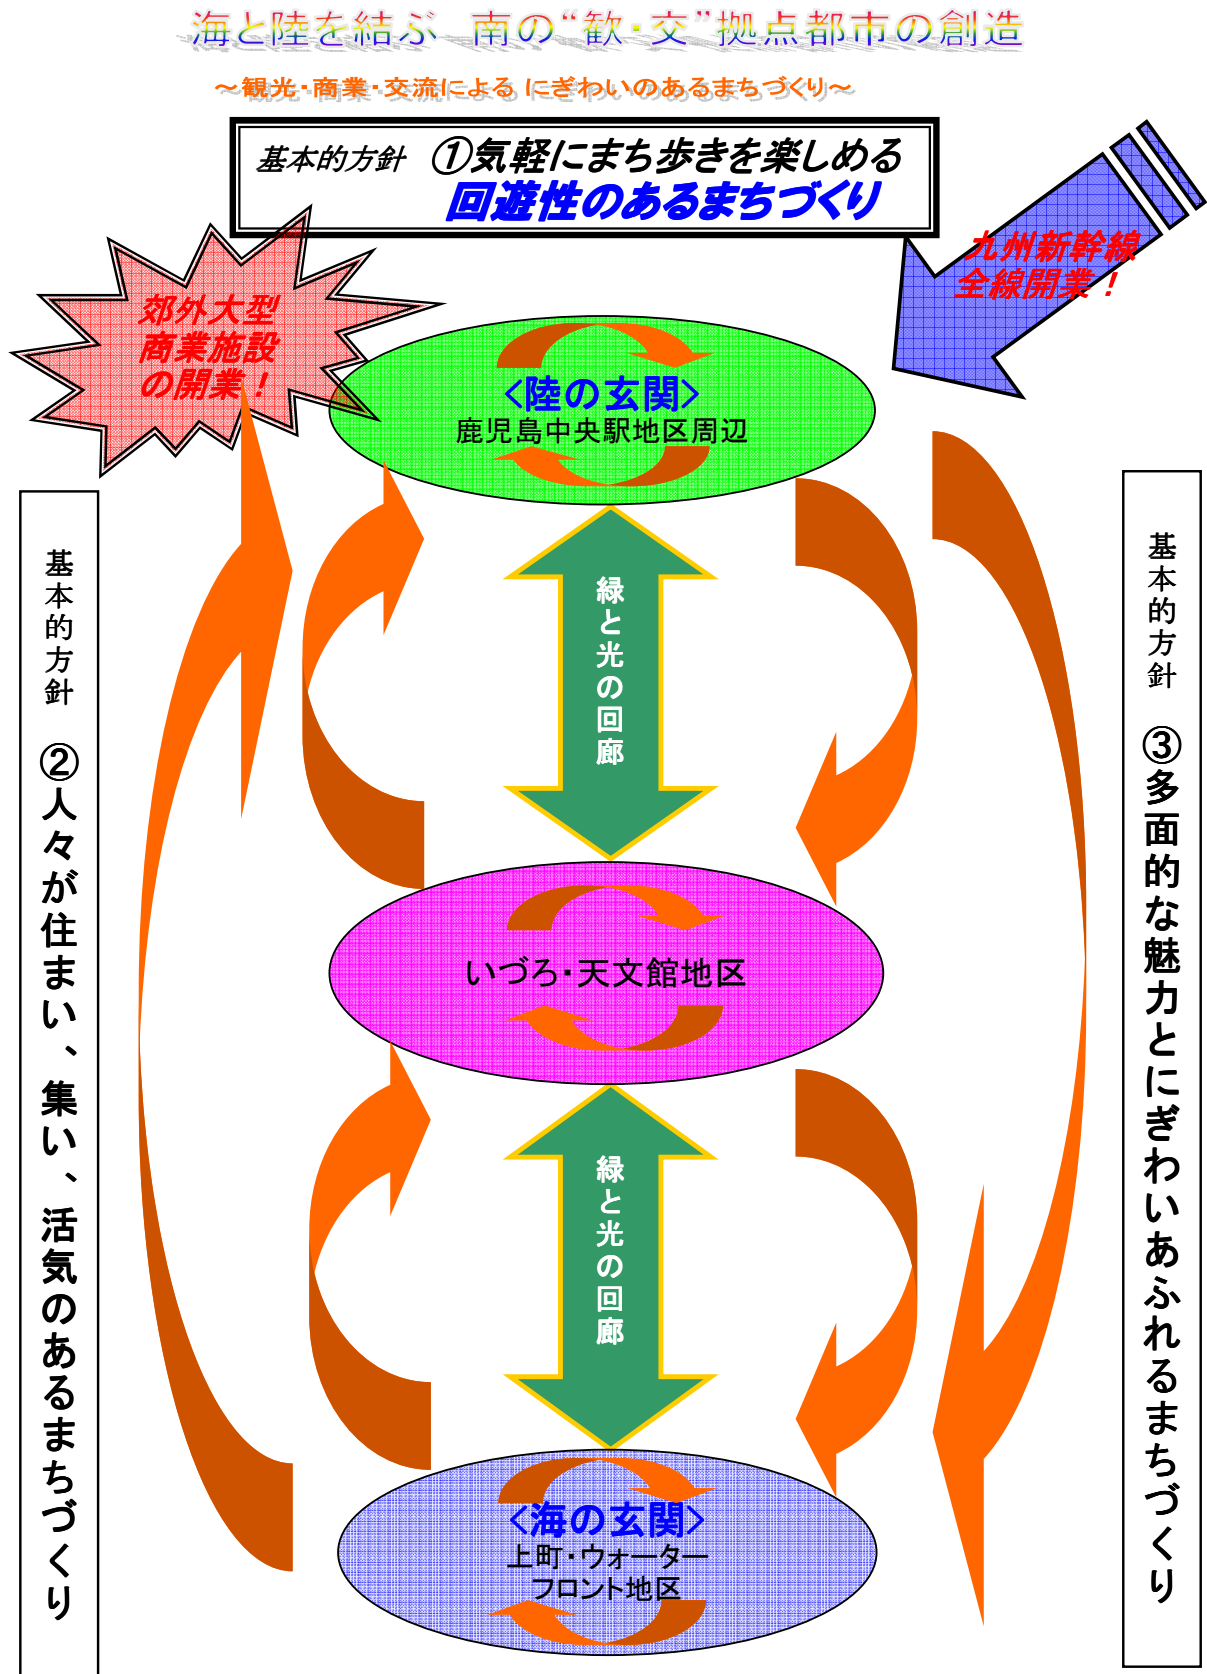 海と陸を結ぶ 南の“歓・交”拠点都市の創造
～観光・商業・交流による にぎわいのあるまちづくり～
基本的方針 ①気軽にまち歩きを楽しめる
回遊性のあるまちづくり
九州新幹線
全線開業！
郊外大型
商業施設
の開業！
<陸の玄関>
鹿児島中央駅地区周辺
緑と光の回廊
基本的方針 ②人々が住まい、集い、活気のあるまちづくり
基本的方針 ③多面的な魅力とにぎわいあふれるまちづくり
いづろ・天文館地区
緑と光の回廊
<海の玄関>
上町・ウォーター
フロント地区